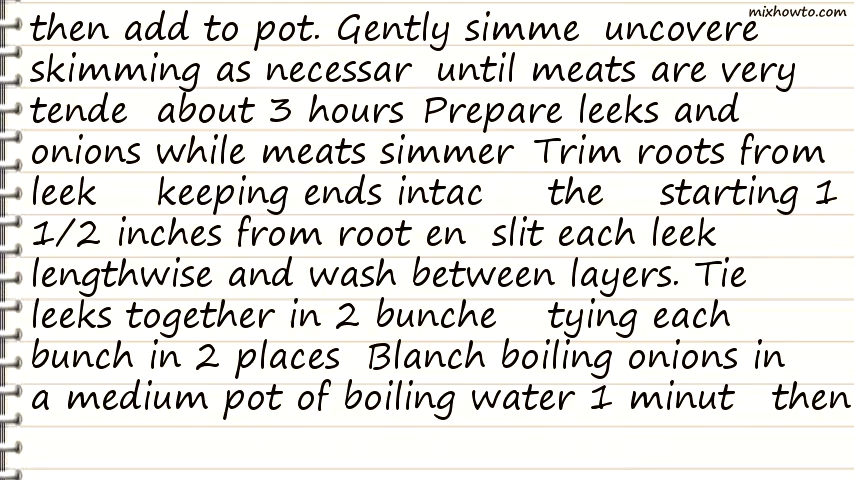 mixhowto.com
then add to pot. Gently simme uncovere
skimming as necessar until meats are very
tende about 3 hours Prepare leeks and
onions while meats simmer Trim roots from
leek keeping ends intac the starting 1
1/2 inches from root en slit each leek
lengthwise and wash between layers. Tie
leeks together in 2 bunche tying each
bunch in 2 places Blanch boiling onions in
a medium pot of boiling water 1 minut then